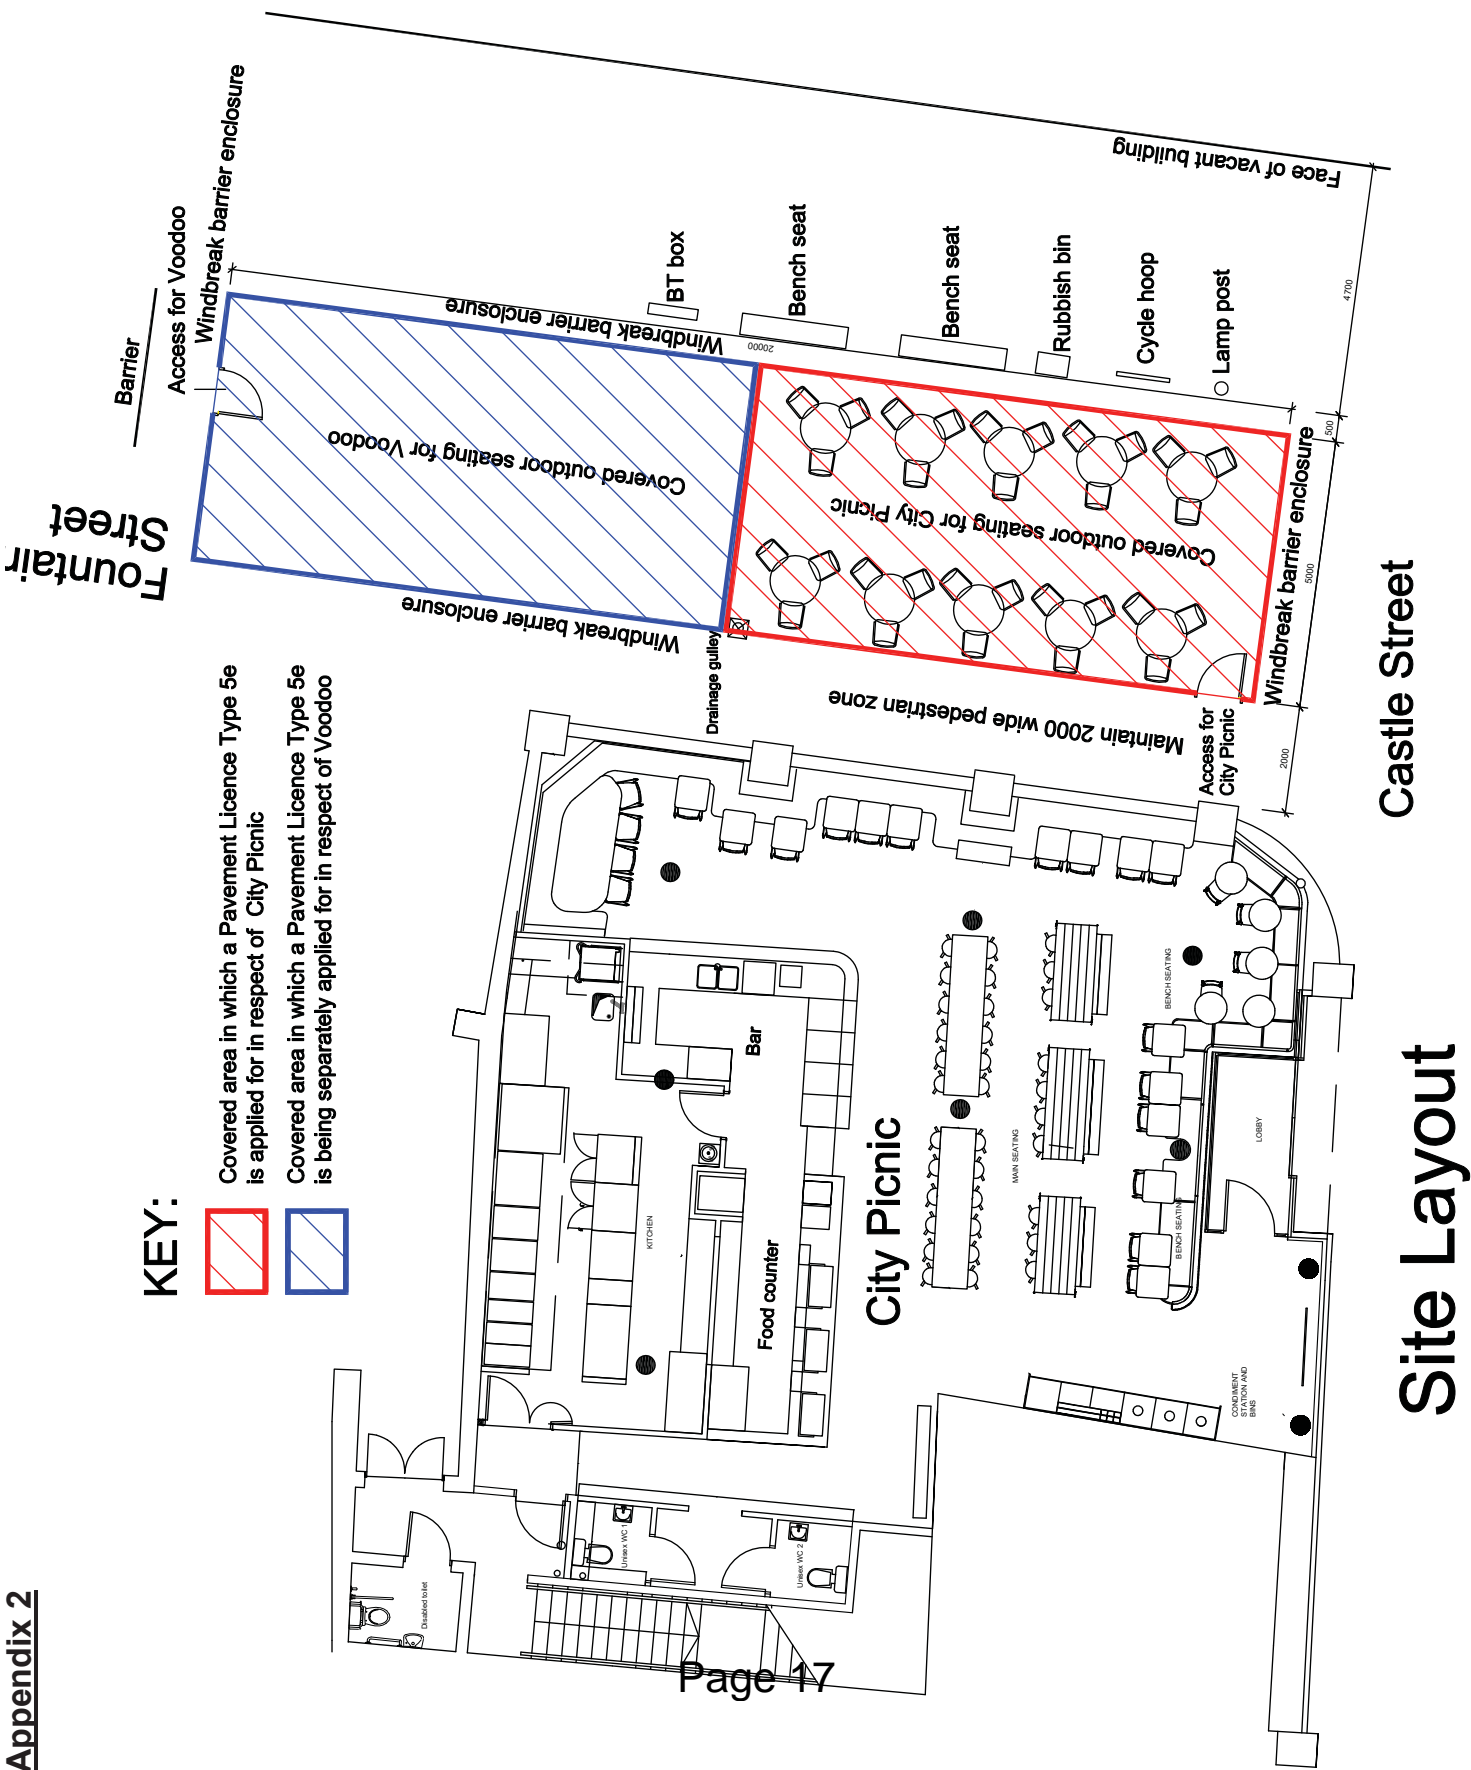 Appendix 2
KEY:
Covered area in which a Pavement Licence Type 5e
is applied for in respect of City Picnic
Covered area in which a Pavement Licence Type 5e
is being separately applied for in respect of Voodoo
Street
Barrier
Access for Voodoo
Windbreak barrier enclosure
Windbreak barrier enclosure
Covered outdoor seating for Voodoo
Windbreak barrier enclosure
BT box
Bench seat
20000
Bench seat
Rubbish bin
Cycle hoop
Lamp post
Face of vacant building
4700
500
5000
2000
Covered outdoor seating for City Picnic
Windbreak barrier enclosure
Drainage gulley
Maintain 2000 wide pedestrian zone
Access for
City Picnic
Castle Street
Bar
KITCHEN
Food counter
City Picnic
MAIN SEATING
BENCH SEATING
BENCH SEATING
LOBBY
CONDIMENT
STATION AND
BINS
Disabled toilet
Unisex WC 1
Unisex WC 2
Site Layout
Page 17